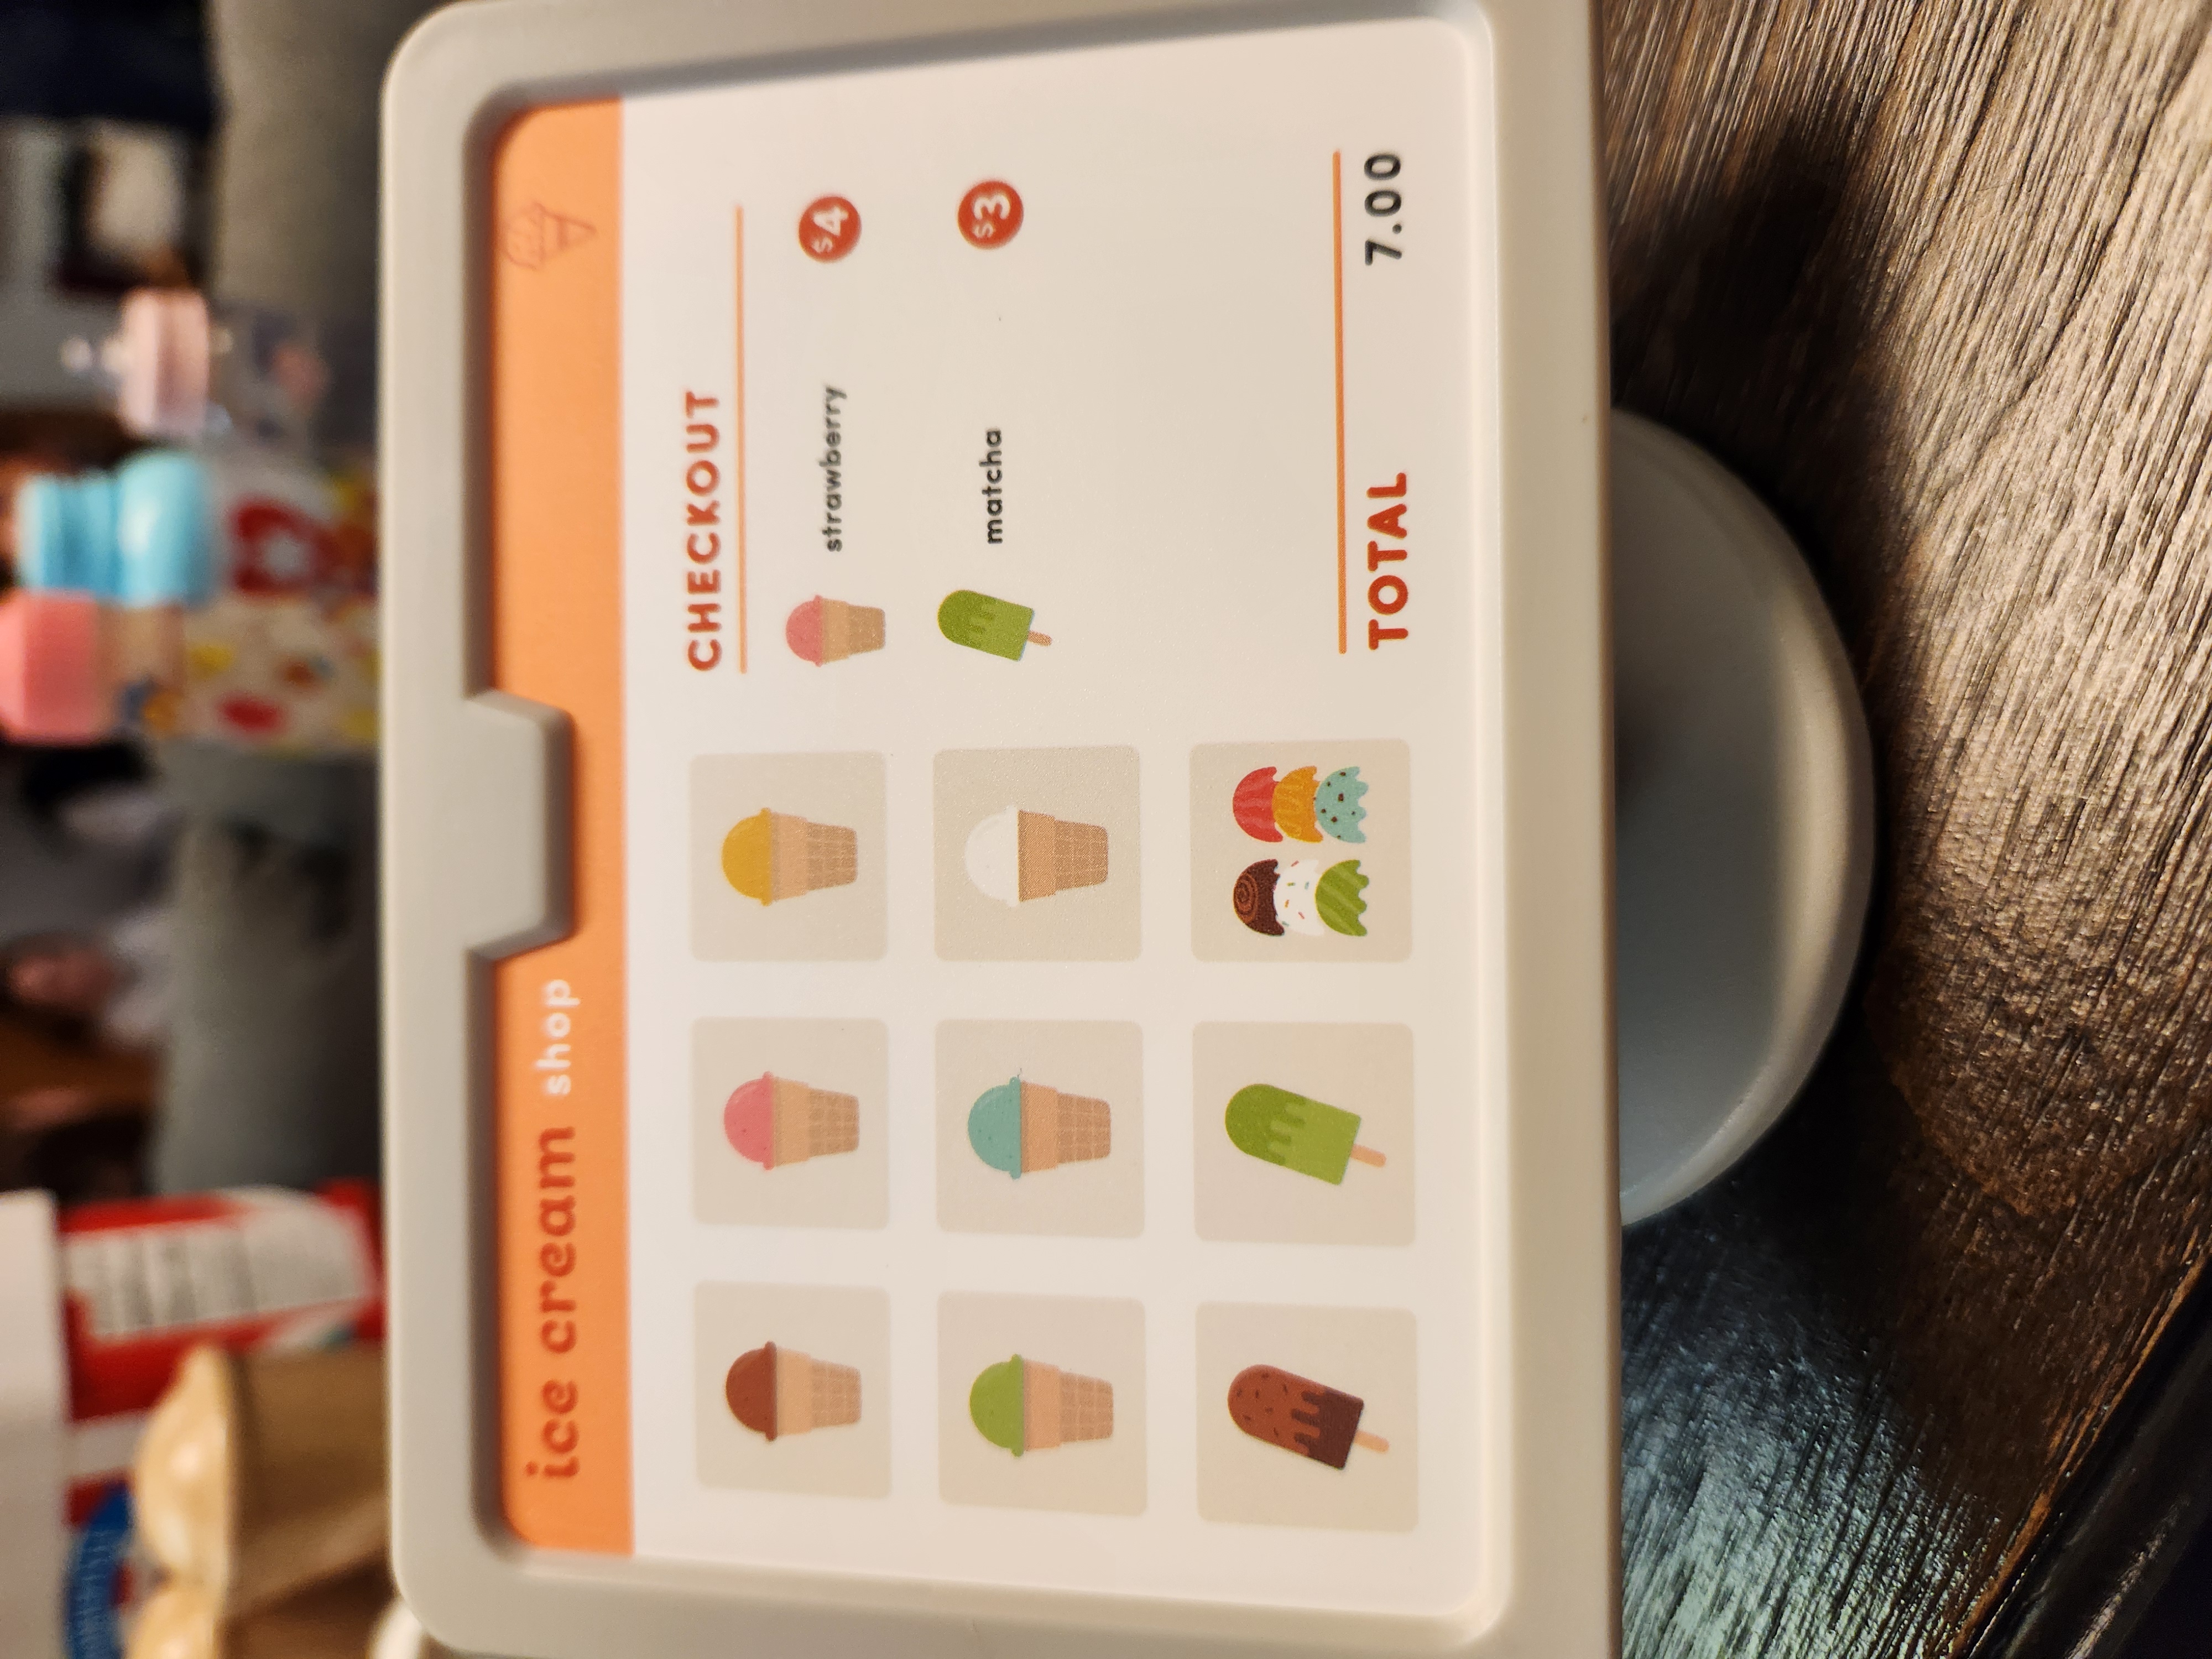 ice cream shop
CHECKOUT
strawberry $4
matcha $3
TOTAL 7.00